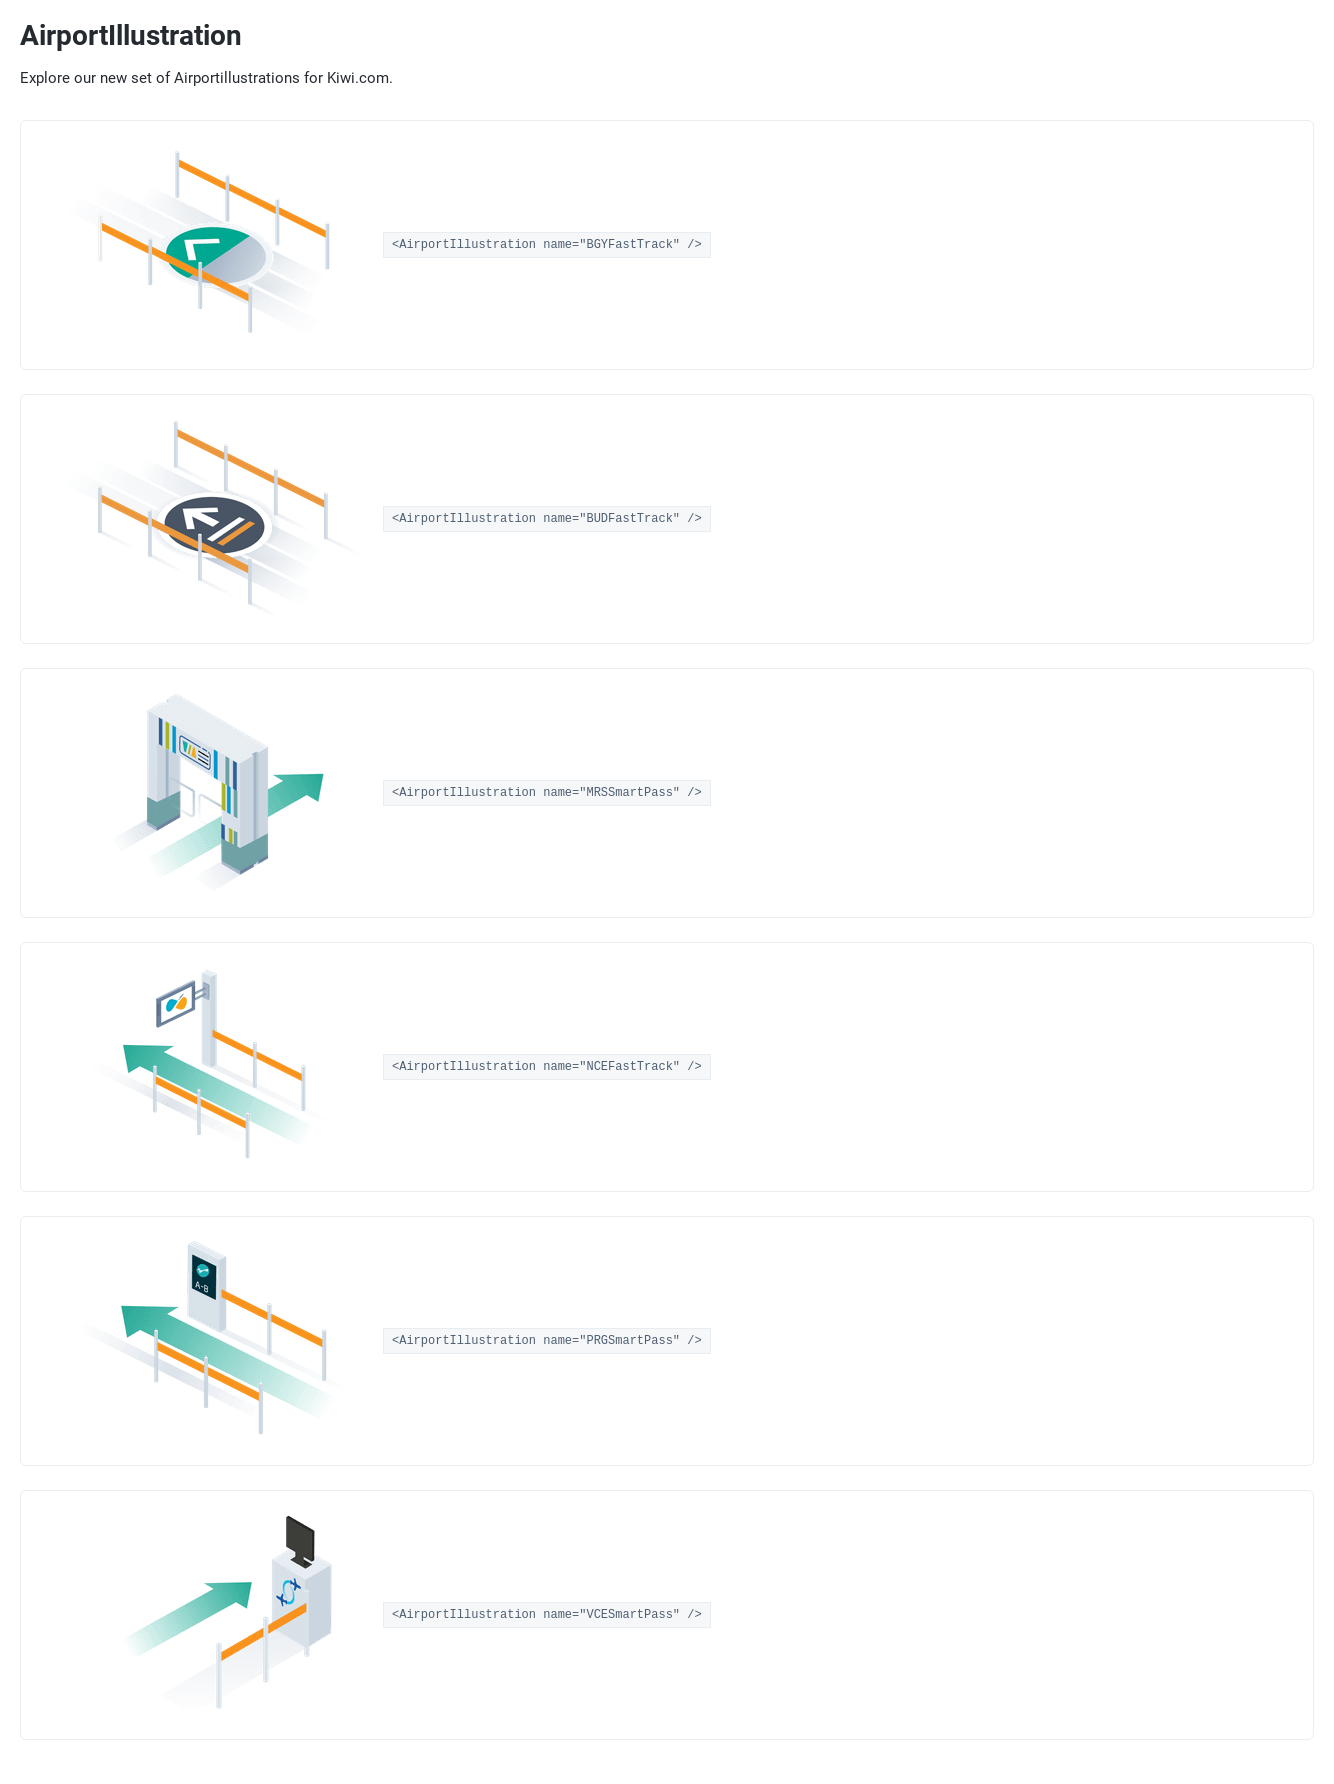 AirportIllustration
Explore our new set of Airportillustrations for Kiwi.com.
<AirportIllustration name="BGYFastTrack" />
<AirportIllustration name="BUDFastTrack" />
<AirportIllustration name="MRSSmartPass" />
<AirportIllustration name="NCEFastTrack" />
A-B
<AirportIllustration name="PRGSmartPass" />
<AirportIllustration name="VCESmartPass" />